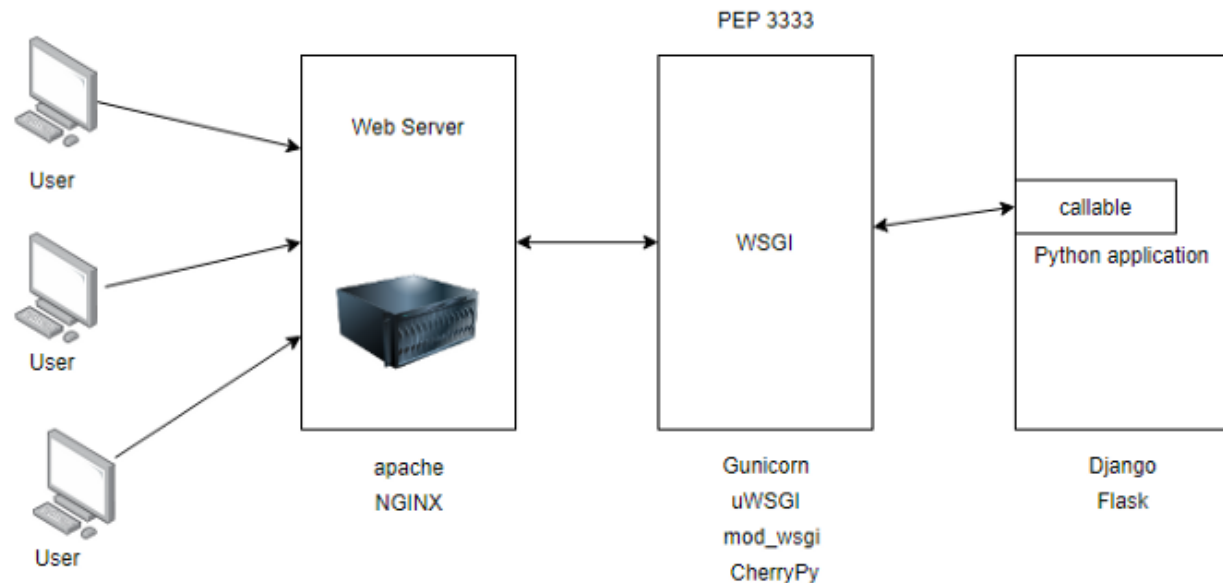 PEP 3333
Web Server
User
WSGI
callable
Python application
User
User
apache
NGINX
Gunicorn
uWSGI
mod_wsgi
CherryPy
Django
Flask